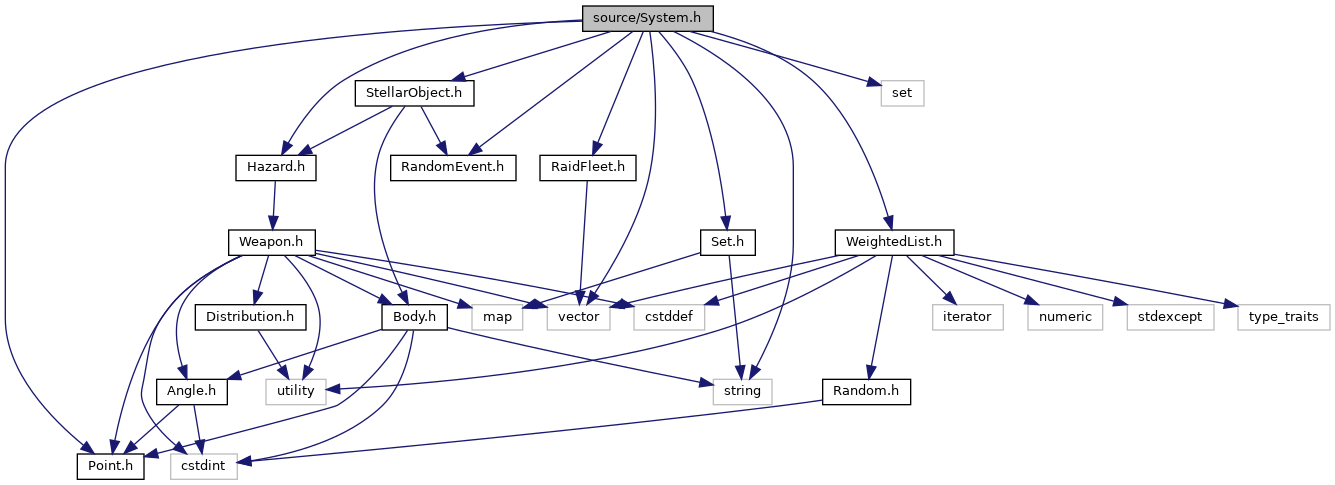 source/System.h
StellarObject.h
set
Hazard.h
RandomEvent.h
RaidFleet.h
Weapon.h
Set.h
WeightedList.h
Distribution.h
Body.h
map
vector
cstddef
iterator
numeric
stdexcept
type_traits
Angle.h
utility
string
Random.h
Point.h
cstdint